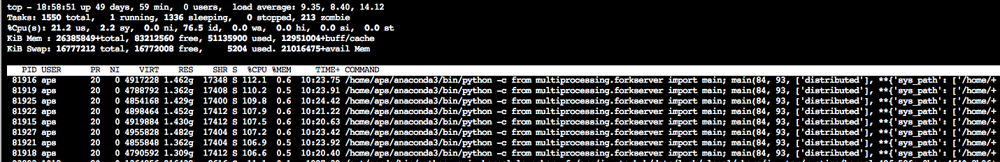 top - 18:58:51 up 49 days, 59 min,  0 users,  load average: 9.35, 8.40, 14.12
Tasks: 1550 total,   1 running, 1336 sleeping,   0 stopped, 213 zombie
%Cpu(s): 21.2 us,  2.2 sy,  0.0 ni, 76.5 id,  0.0 wa,  0.0 hi,  0.0 si,  0.0 st
KiB Mem : 26385849+total, 83212560 free, 51135900 used, 12951004+buff/cache
KiB Swap: 16777212 total, 16772008 free,     5204 used. 21016475+avail Mem
PID USER      PR  NI    VIRT    RES    SHR S  %CPU %MEM     TIME+ COMMAND
81916 aps       20   0 4917228 1.462g  17348 S 112.1  0.6  10:23.75 /home/aps/anaconda3/bin/python -c from multiprocessing.forkserver import main; main(84, 93, ['distributed'], **{'sys_path': ['/home/+
81919 aps       20   0 4788792 1.362g  17408 S 110.2  0.5  10:23.91 /home/aps/anaconda3/bin/python -c from multiprocessing.forkserver import main; main(84, 93, ['distributed'], **{'sys_path': ['/home/+
81925 aps       20   0 4854168 1.429g  17400 S 109.8  0.6  10:24.42 /home/aps/anaconda3/bin/python -c from multiprocessing.forkserver import main; main(84, 93, ['distributed'], **{'sys_path': ['/home/+
81922 aps       20   0 4898464 1.452g  17412 S 107.9  0.6  10:21.22 /home/aps/anaconda3/bin/python -c from multiprocessing.forkserver import main; main(84, 93, ['distributed'], **{'sys_path': ['/home/+
81915 aps       20   0 4919884 1.430g  17412 S 107.5  0.6  10:20.63 /home/aps/anaconda3/bin/python -c from multiprocessing.forkserver import main; main(84, 93, ['distributed'], **{'sys_path': ['/home/+
81927 aps       20   0 4955828 1.482g  17404 S 107.2  0.6  10:23.42 /home/aps/anaconda3/bin/python -c from multiprocessing.forkserver import main; main(84, 93, ['distributed'], **{'sys_path': ['/home/+
81921 aps       20   0 4855848 1.362g  17404 S 106.9  0.5  10:23.92 /home/aps/anaconda3/bin/python -c from multiprocessing.forkserver import main; main(84, 93, ['distributed'], **{'sys_path': ['/home/+
81918 aps       20   0 4790592 1.309g  17412 S 106.6  0.5  10:20.40 /home/aps/anaconda3/bin/python -c from multiprocessing.forkserver import main; main(84, 93, ['distributed'], **{'sys_path': ['/home/+